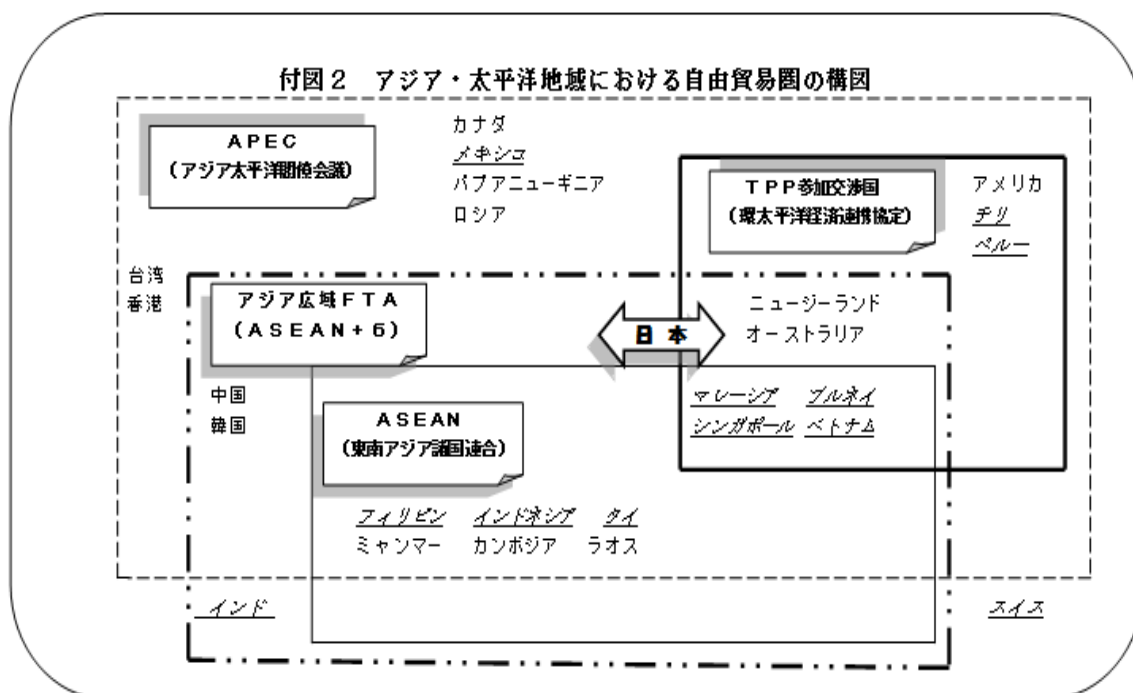 付図2 アジア・太平洋地域における自由貿易圏の構図
APEC
(アジア太平洋閣僚会議)
カナダ
メキシコ
パプアニューギニア
ロシア
TPP参加交渉国
(環太平洋経済連携協定)
アメリカ
チリ
ペルー
台湾
香港
アジア広域FTA
(ASEAN+6)
日本
ニュージーランド
オーストラリア
中国
韓国
ASEAN
(東南アジア諸国連合)
マレーシア ブルネイ
シンガポール ベトナム
フィリピン インドネシア タイ
ミャンマー カンボジア ラオス
インド
スイス